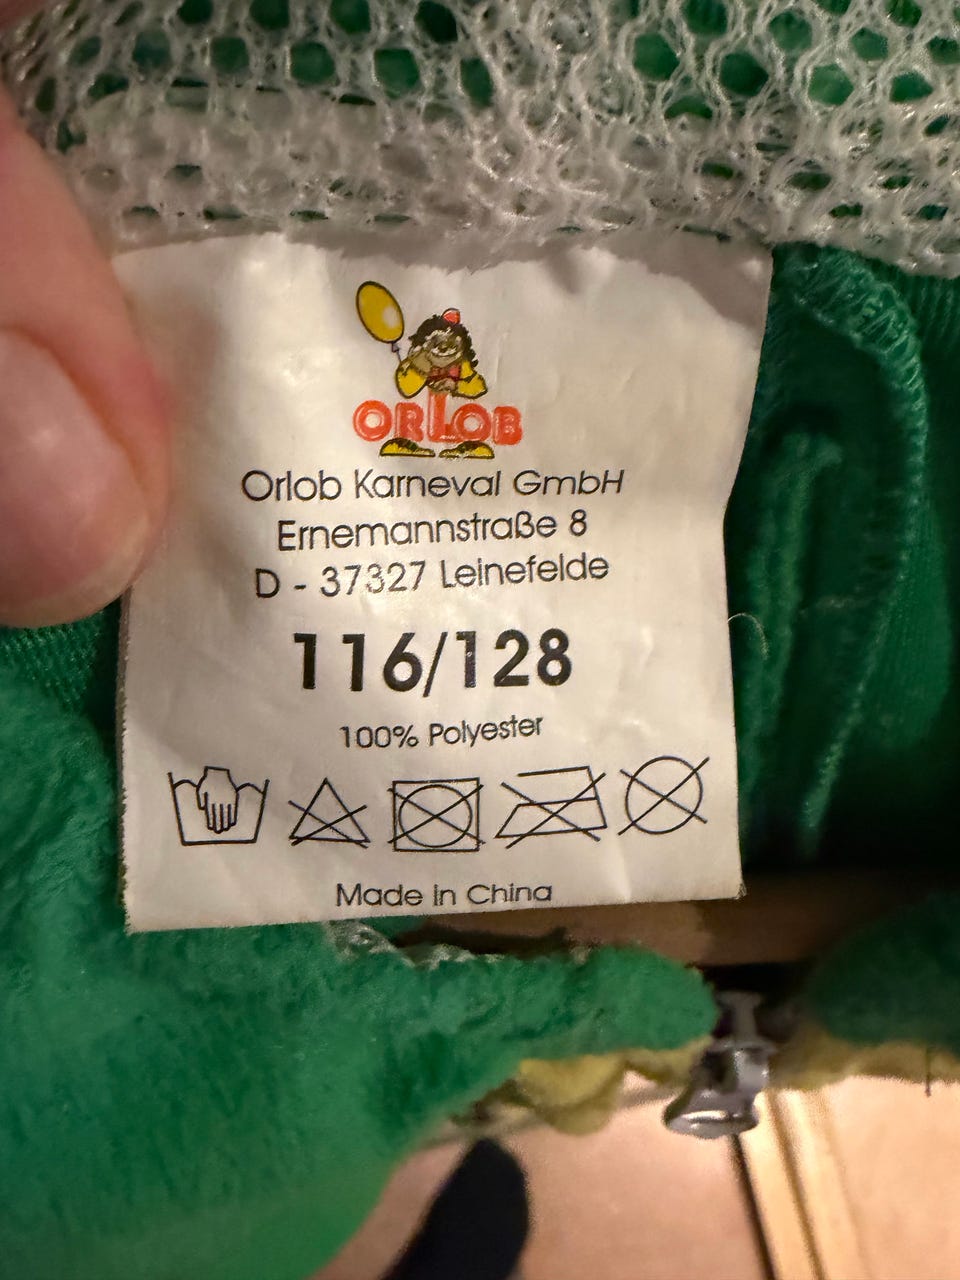 ORLOB
Orlob Karneval GmbH
Ernemannstraße 8
D - 37327 Leinefelde
116/128
100% Polyester
Made in China